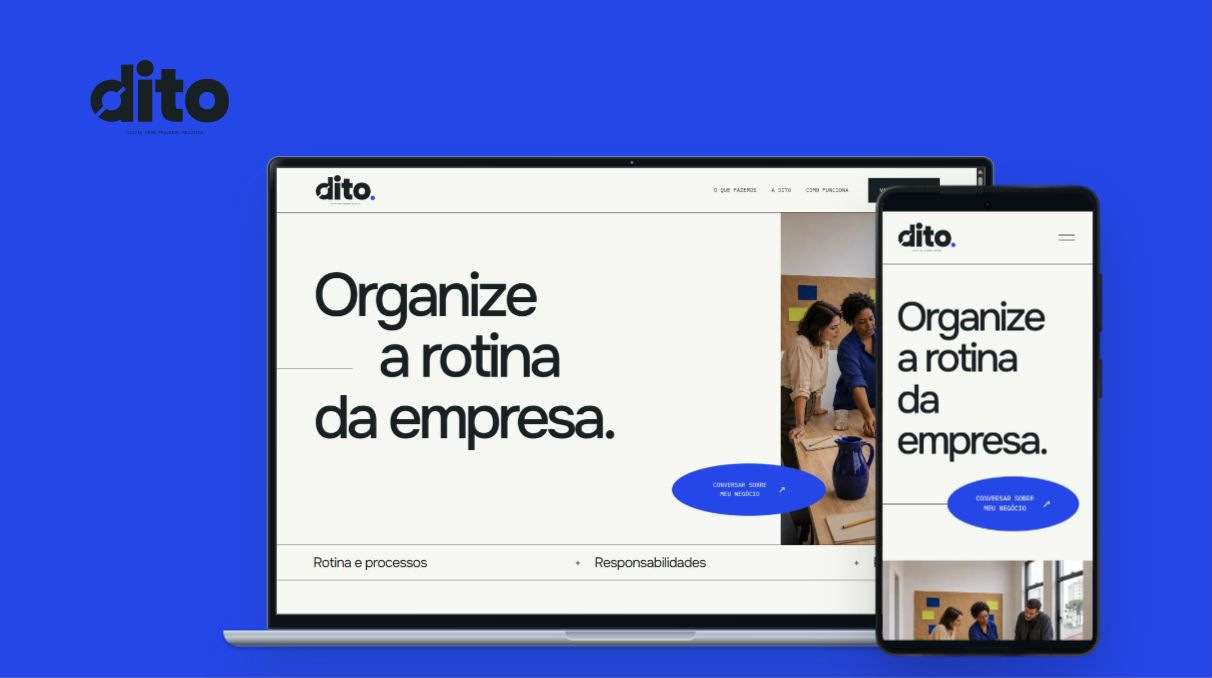 dito
dito.
O QUE FAZEMOS A DITO COMO FUNCIONA
Organize
a rotina
da empresa.
CONVERSAR SOBRE
MEU NEGÓCIO ↗
Rotina e processos + Responsabilidades +
dito.
Organize
a rotina
da
empresa.
CONVERSAR SOBRE
MEU NEGÓCIO ↗